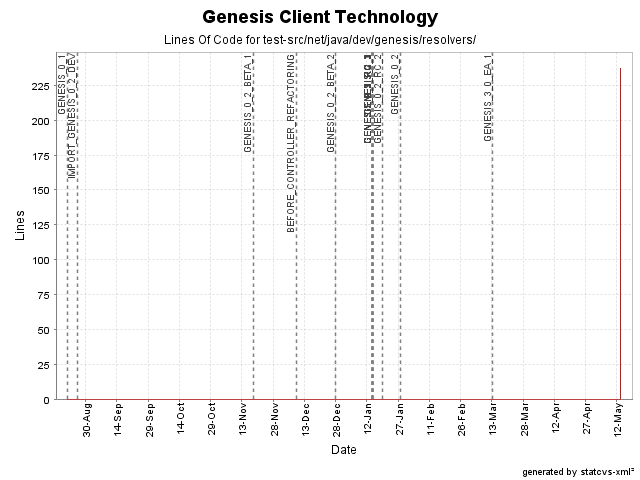 Genesis Client Technology
Lines Of Code for test-src/net/java/dev/genesis/resolvers/
GENESIS_0_1
IMPORT_GENESIS_0_2_DEV
GENESIS_0_2_BETA_1
BEFORE_CONTROLLER_REFACTORING
GENESIS_0_2_BETA_2
GENESIS_0_2_RC_2
GENESIS_0_2
GENESIS_3_0_EA_1
Lines
225
200
175
150
125
100
75
50
25
0
30-Aug
14-Sep
29-Sep
14-Oct
29-Oct
13-Nov
28-Nov
13-Dec
28-Dec
12-Jan
27-Jan
11-Feb
26-Feb
13-Mar
28-Mar
12-Apr
27-Apr
12-May
Date
generated by statcvs-xml²